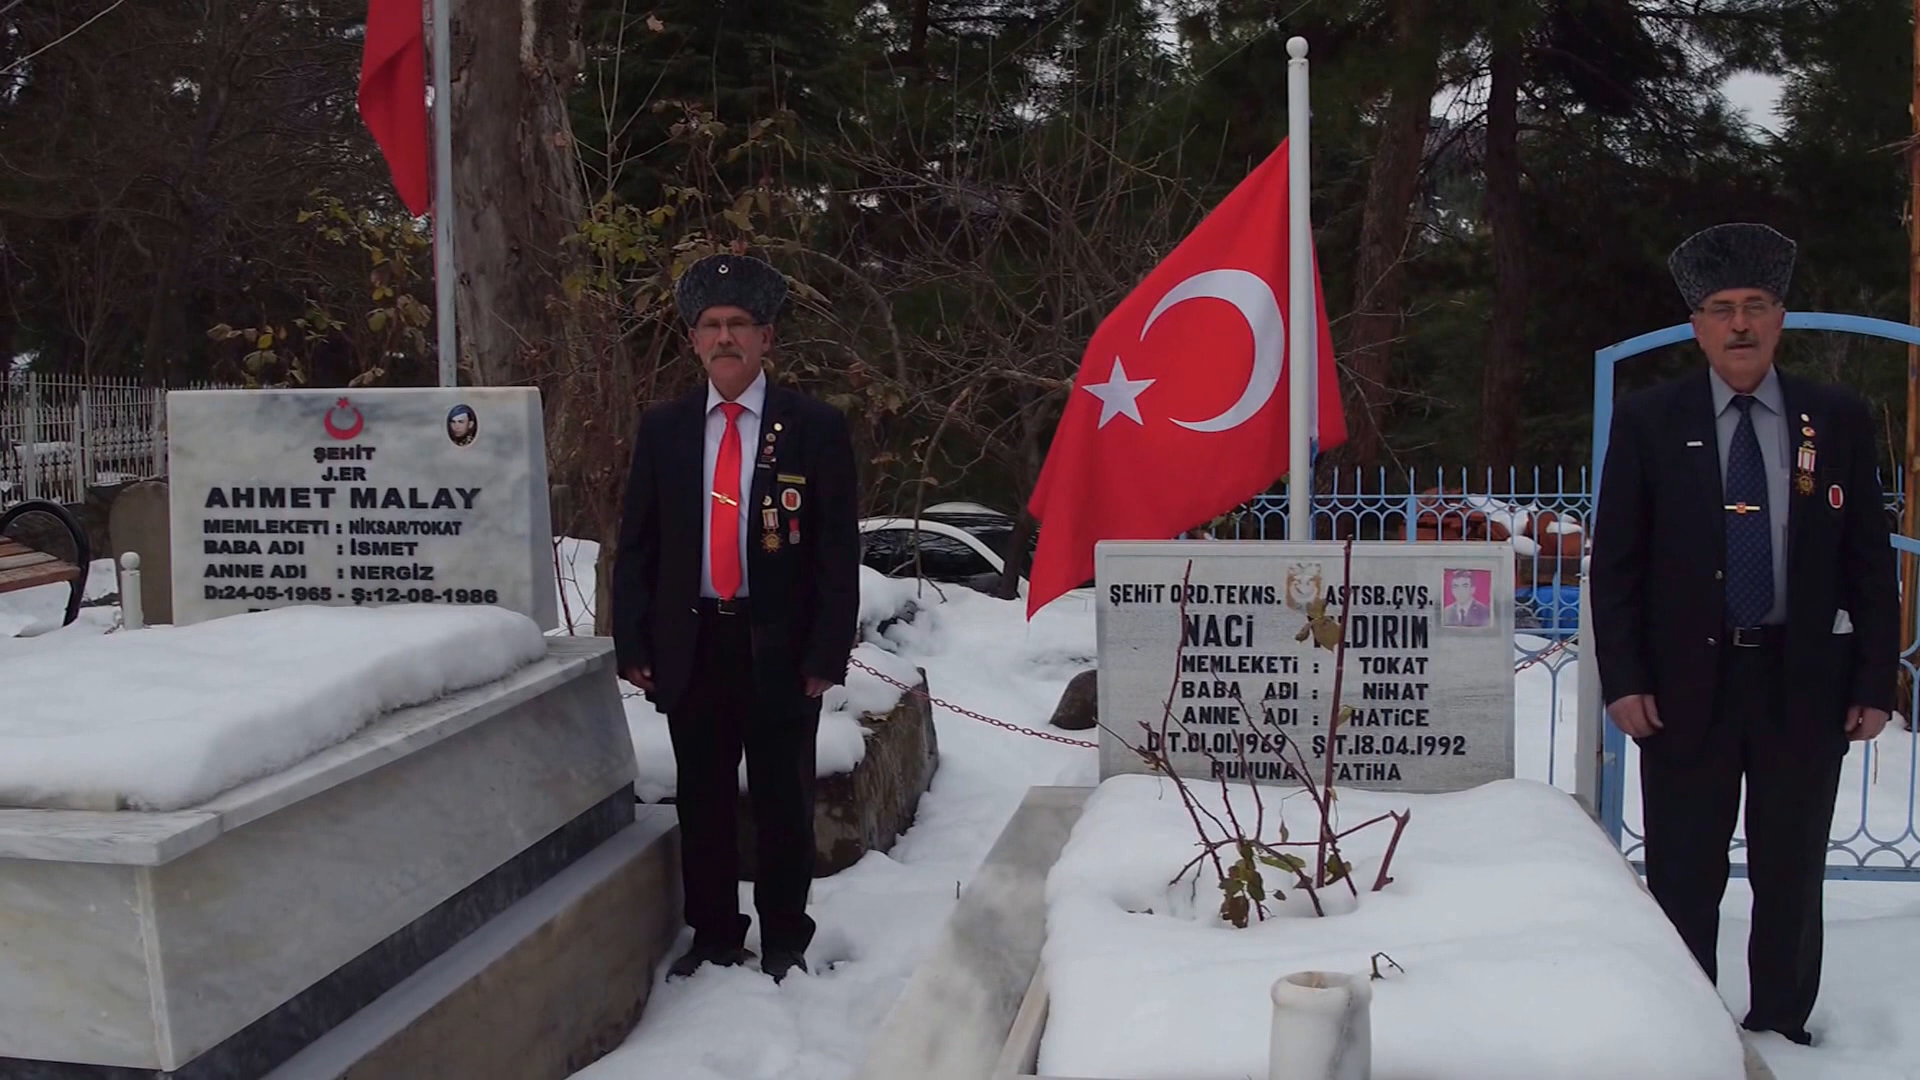 ŞEHİT
J.ER
AHMET MALAY
MEMLEKETİ : NİKSAR/TOKAT
BABA ADI : İSMET
ANNE ADI : NERGİZ
D:24-05-1965 - Ş:12-08-1986
ŞEHİT ORD.TEKNS. ASTSB.ÇVŞ.
NACİ
MEMLEKETİ : TOKAT
BABA ADI : NİHAT
ANNE ADI : HATİCE
D.T.01.01.1969 Ş.T.18.04.1992
RUHUNA FATİHA